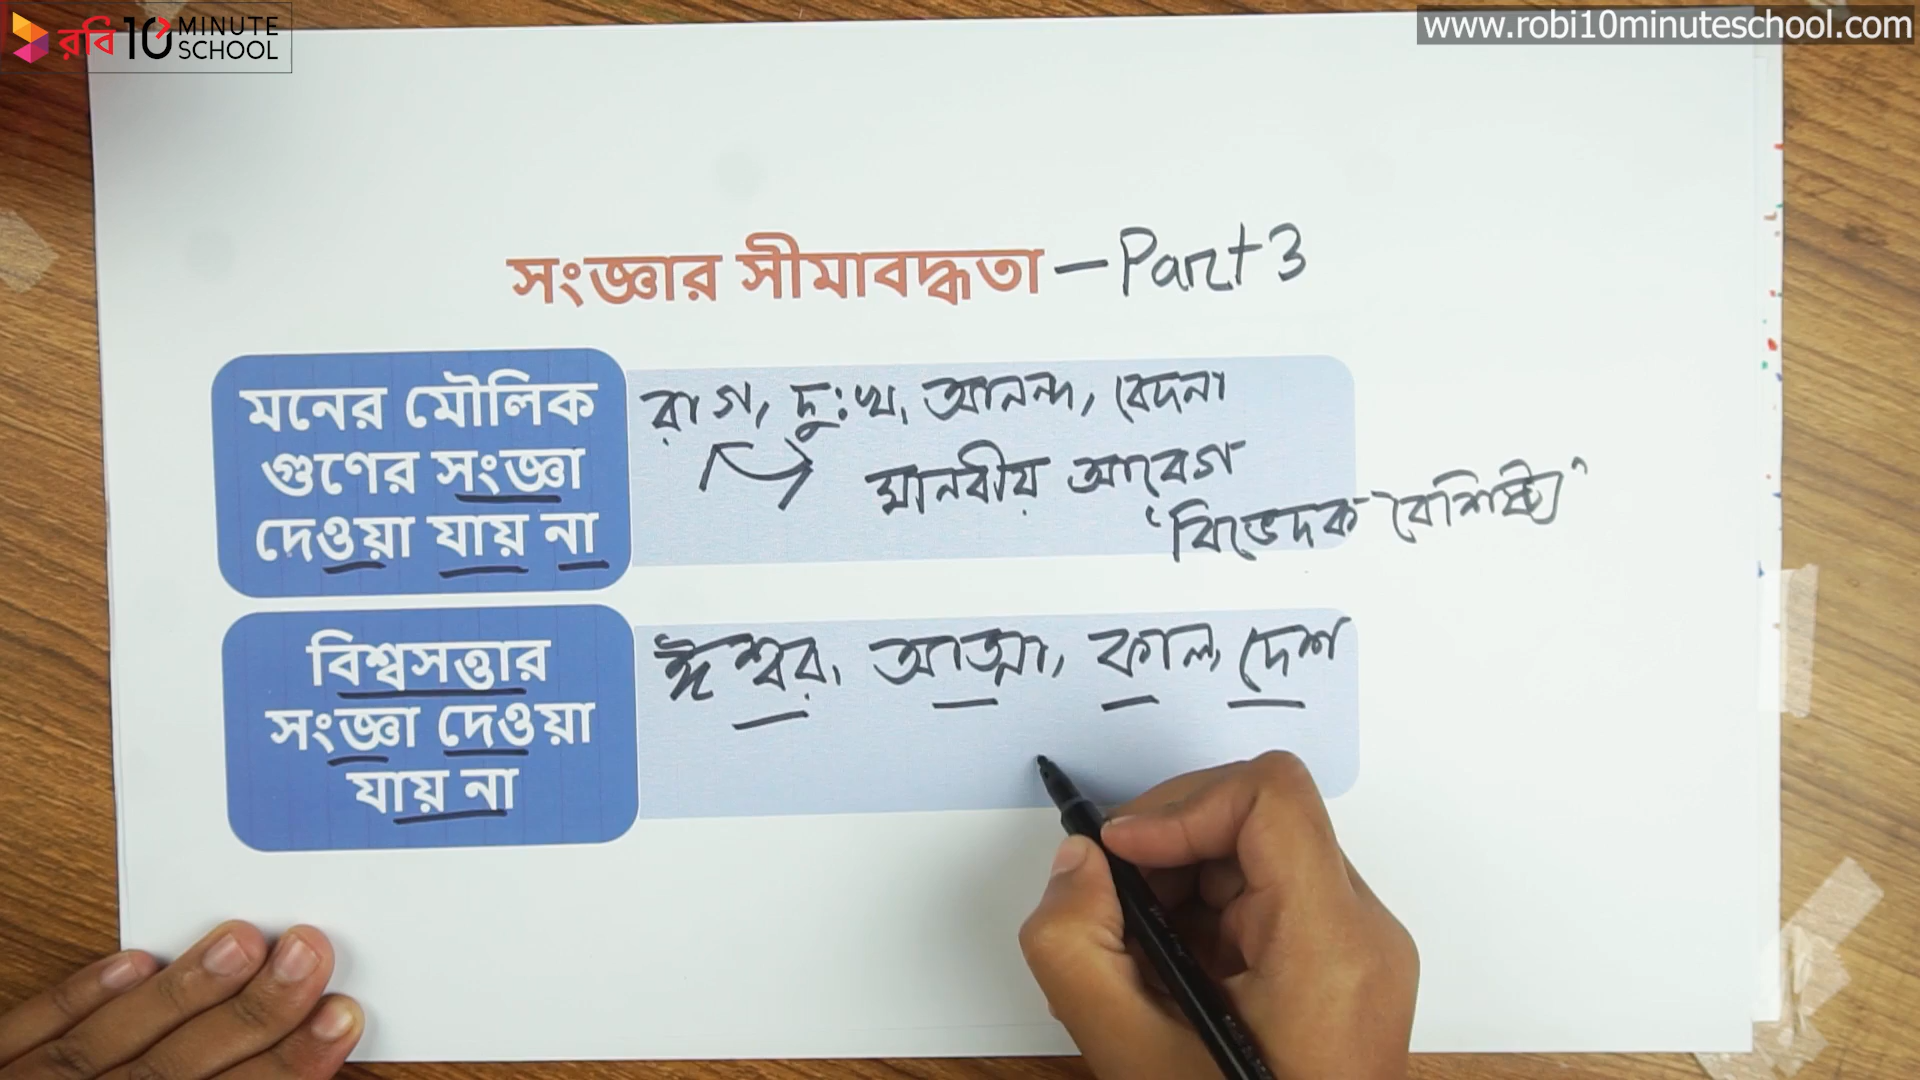 রবি 10 MINUTE SCHOOL
www.robi10minuteschool.com
সংজ্ঞার সীমাবদ্ধতা – Part 3
মনের মৌলিক
গুণের সংজ্ঞা
দেওয়া যায় না
রাগ, দুঃখ, আনন্দ, বেদনা
মানবীয় আবেগ
'বিভেদক বৈশিষ্ট্য'
বিশ্বসত্তার
সংজ্ঞা দেওয়া
যায় না
ঈশ্বর, আত্মা, কাল, দেশ